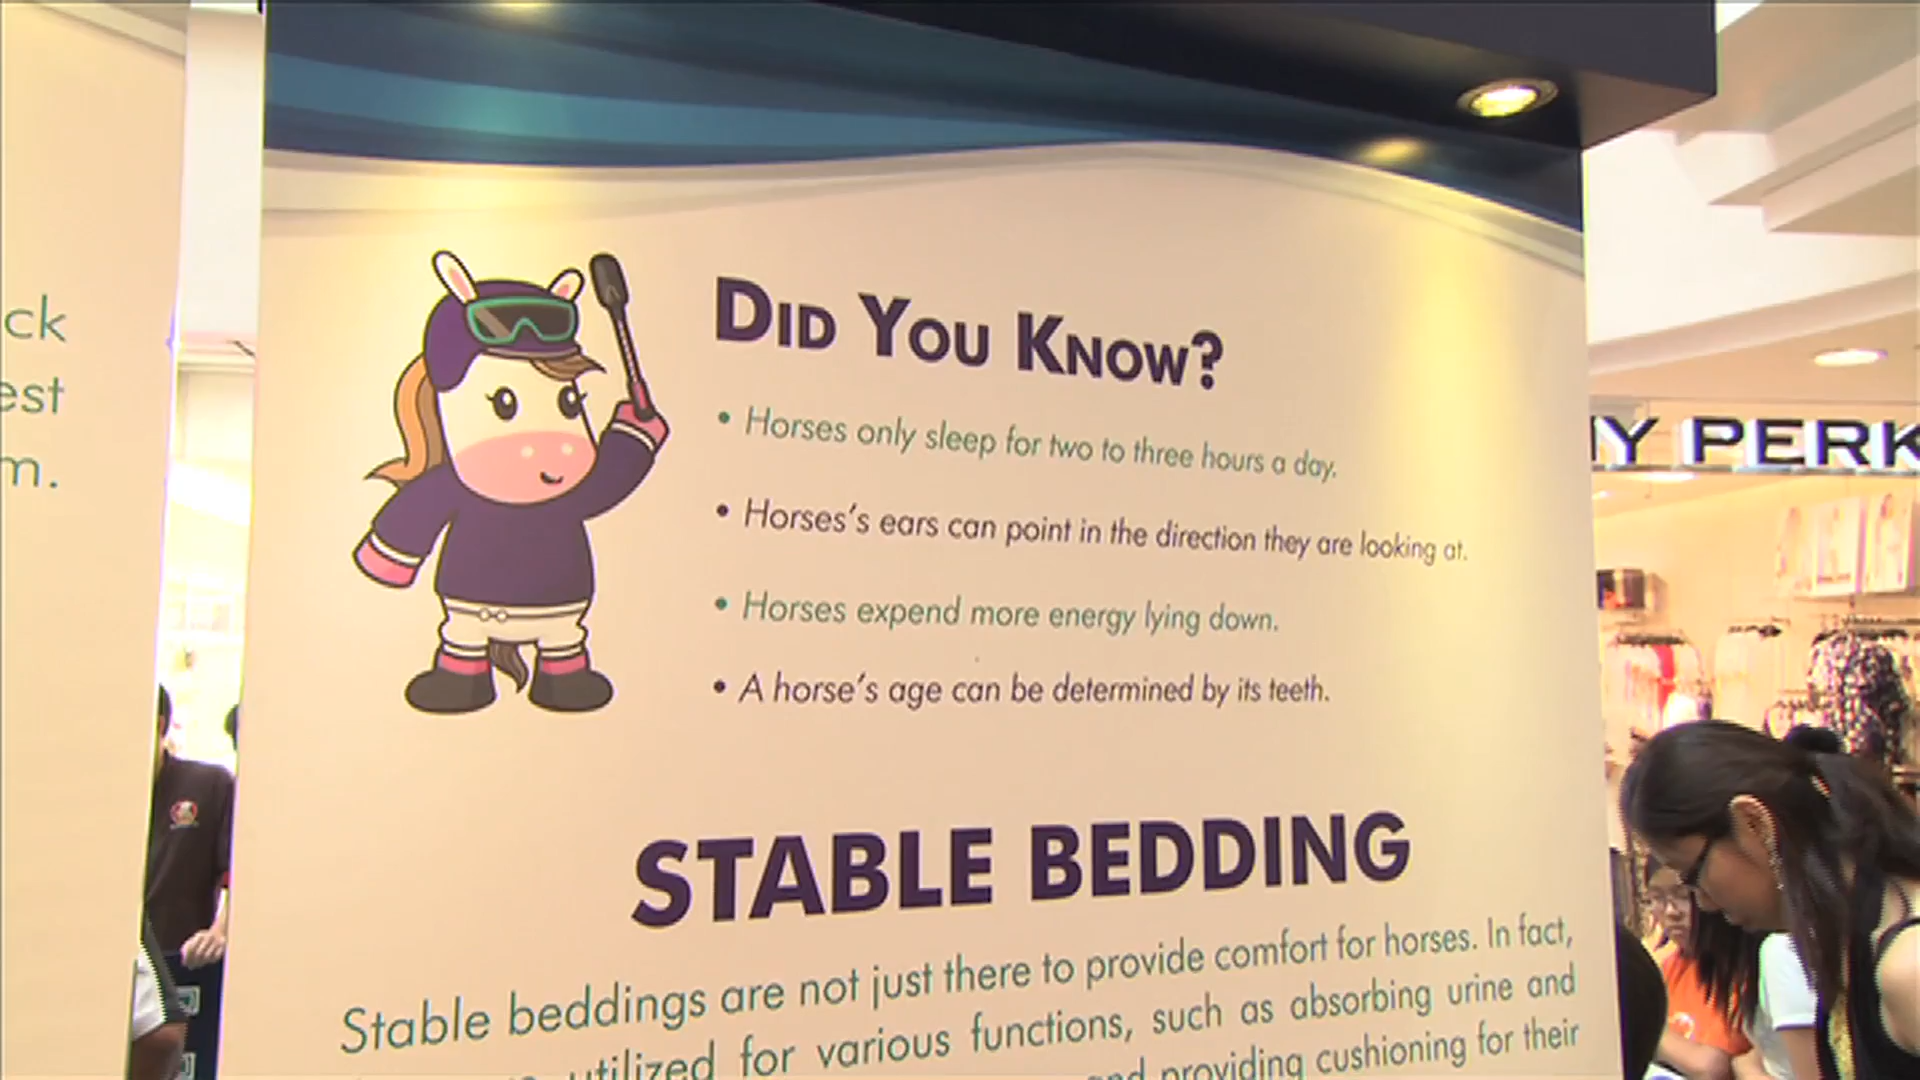 ck
est
m.
DID YOU KNOW?
• Horses only sleep for two to three hours a day.
• Horses's ears can point in the direction they are looking at.
• Horses expend more energy lying down.
• A horse's age can be determined by its teeth.
STABLE BEDDING
Stable beddings are not just there to provide comfort for horses. In fact,
utilized for various functions, such as absorbing urine and
and providing cushioning for their
Y PERK